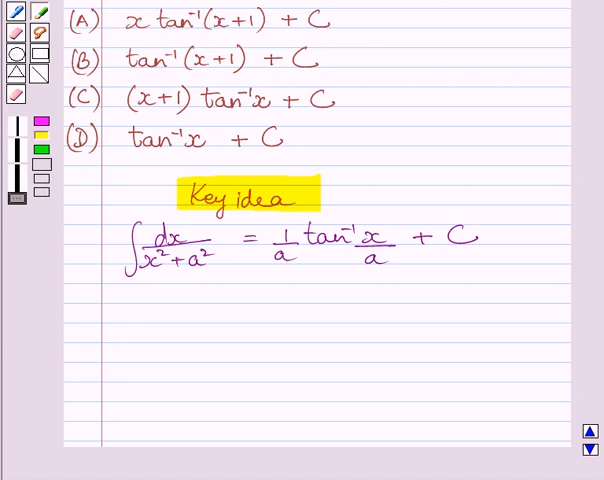 (A) x tan⁻¹(x+1) + C
(B) tan⁻¹(x+1) + C
(C) (x+1) tan⁻¹x + C
(D) tan⁻¹x + C
Key idea
∫ dx/(x² + a²) = 1/a tan⁻¹ x/a + C